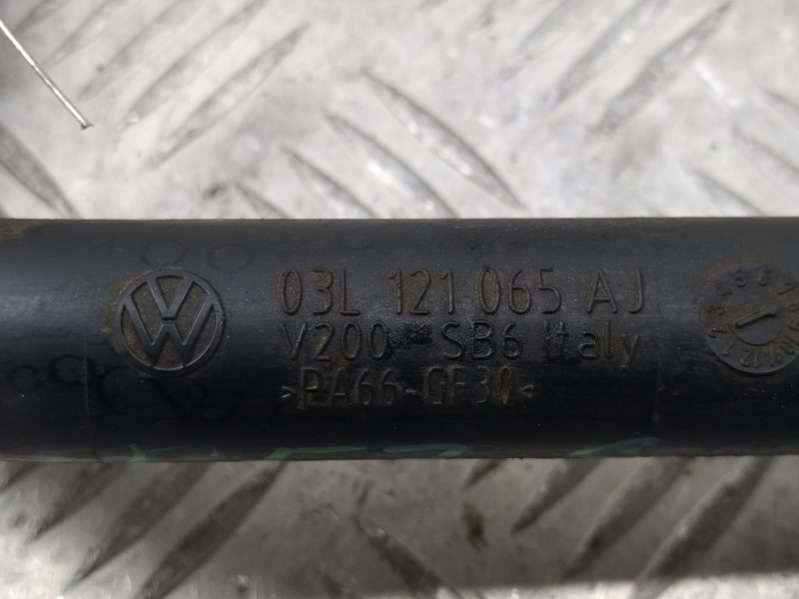 03L 121 065 AJ
V200 SB6 Italy
>PA66-GF30<